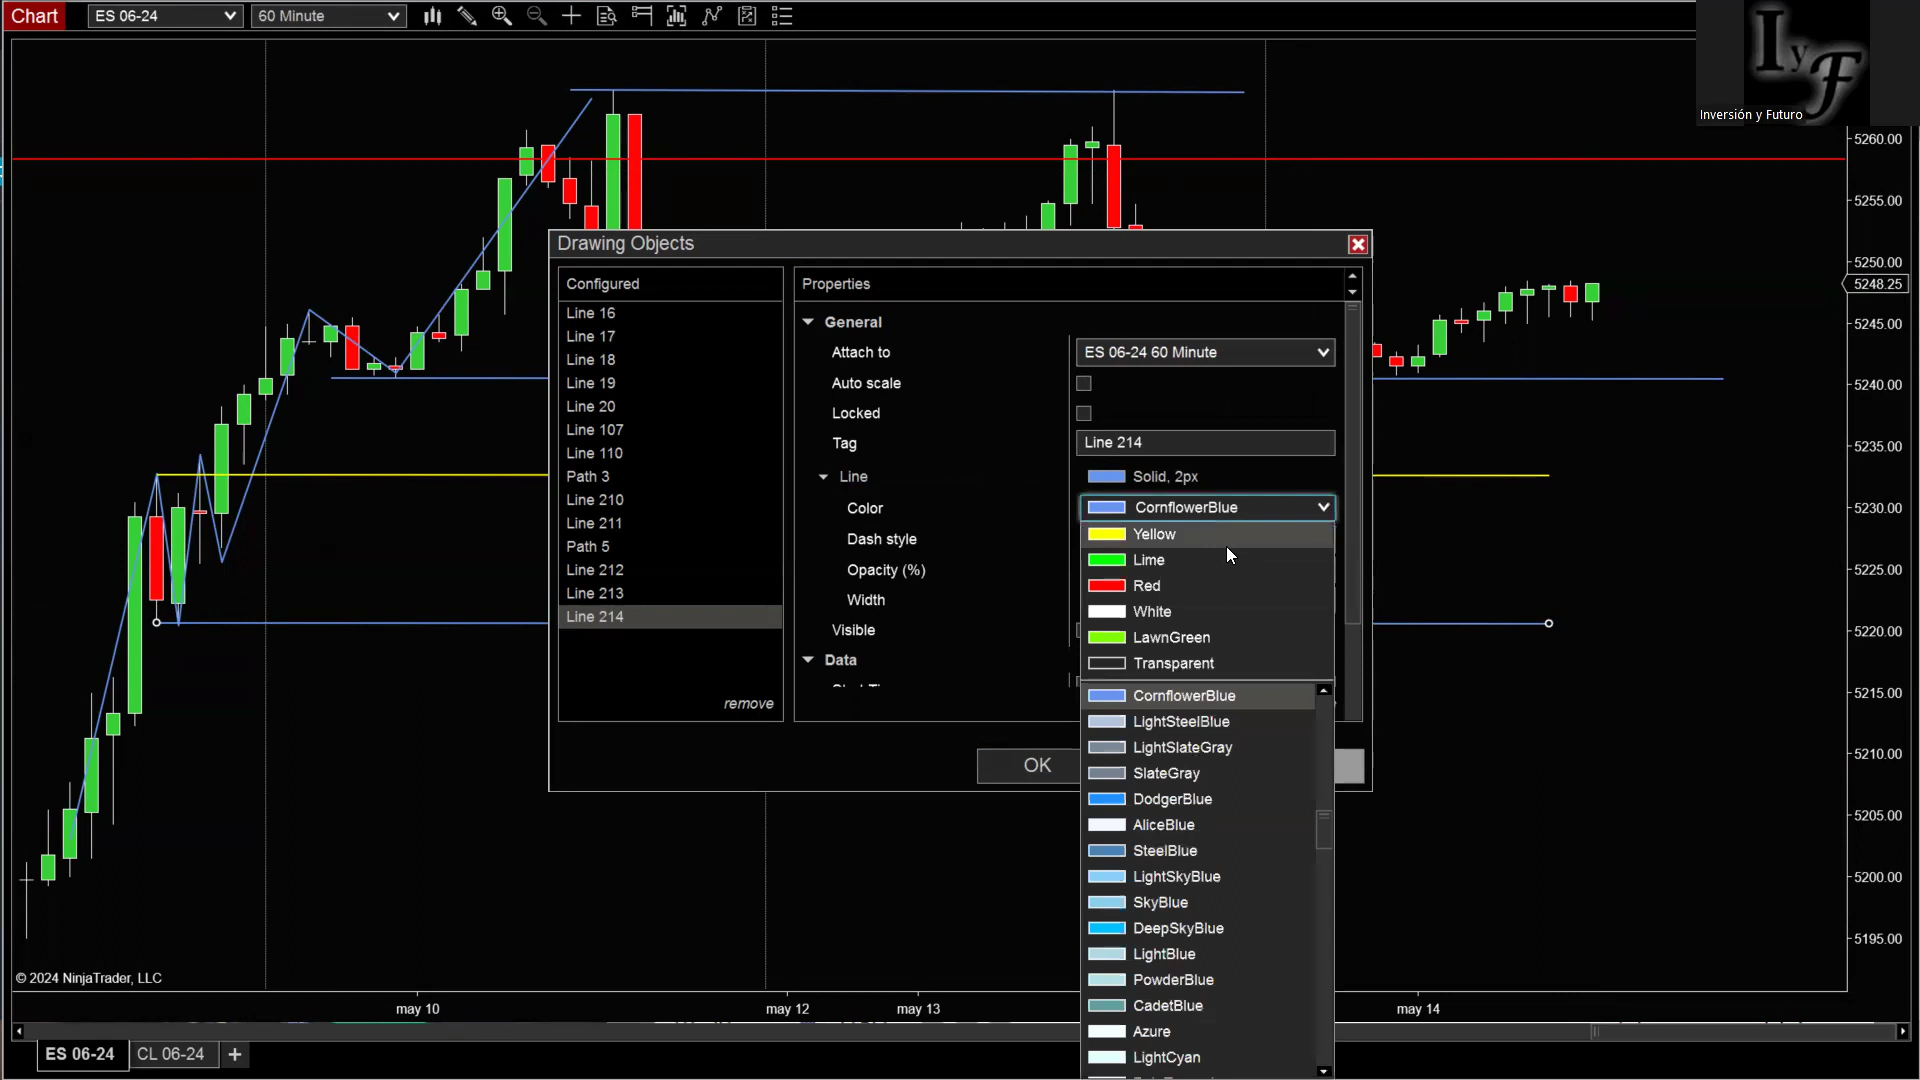 Chart
ES 06-24
60 Minute
IyF
Inversión y Futuro
5260.00
5255.00
5250.00
5248.25
5245.00
5240.00
5235.00
5230.00
5225.00
5220.00
5215.00
5210.00
5205.00
5200.00
5195.00
Drawing Objects
Configured
Line 16
Line 17
Line 18
Line 19
Line 20
Line 107
Line 110
Path 3
Line 210
Line 211
Path 5
Line 212
Line 213
Line 214
remove
Properties
General
Attach to
ES 06-24 60 Minute
Auto scale
Locked
Tag
Line 214
Line
Solid, 2px
Color
CornflowerBlue
Dash style
Opacity (%)
Width
Visible
Data
Yellow
Lime
Red
White
LawnGreen
Transparent
CornflowerBlue
LightSteelBlue
LightSlateGray
SlateGray
DodgerBlue
AliceBlue
SteelBlue
LightSkyBlue
SkyBlue
DeepSkyBlue
LightBlue
PowderBlue
CadetBlue
Azure
LightCyan
OK
© 2024 NinjaTrader, LLC
may 10
may 12
may 13
may 14
ES 06-24
CL 06-24
+